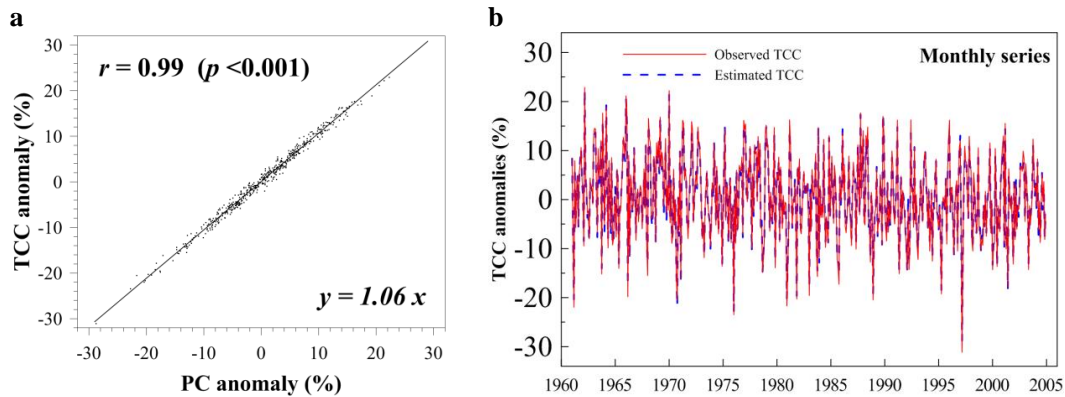 a
r = 0.99 (p <0.001)
TCC anomaly (%)
30
20
10
0
-10
-20
-30
y = 1.06 x
-30 -20 -10 0 10 20 30
PC anomaly (%)
b
Observed TCC
Estimated TCC
Monthly series
TCC anomalies (%)
30
20
10
0
-10
-20
-30
1960 1965 1970 1975 1980 1985 1990 1995 2000 2005